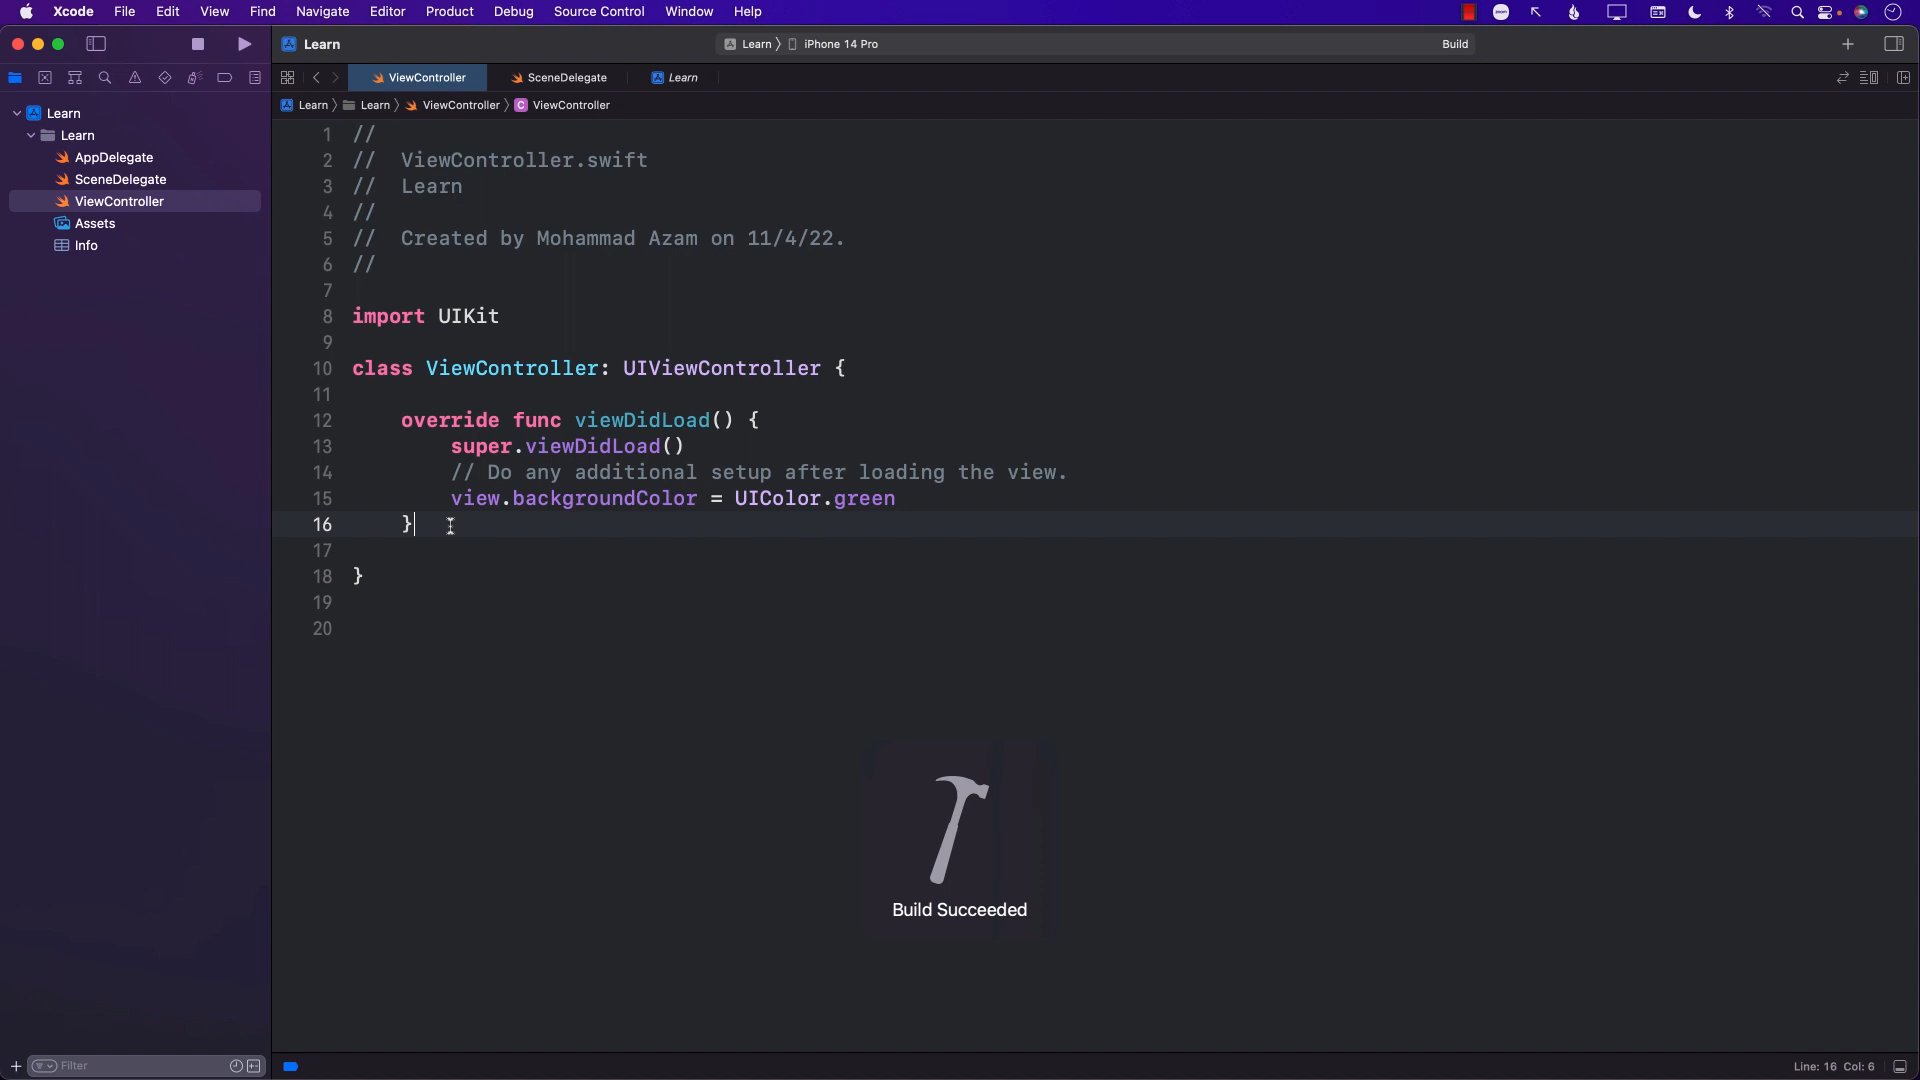 Xcode File Edit View Find Navigate Editor Product Debug Source Control Window Help
Learn
Learn 〉 iPhone 14 Pro
Build
ViewController
SceneDelegate
Learn
Learn 〉 Learn 〉 ViewController 〉 C ViewController
Learn
Learn
AppDelegate
SceneDelegate
ViewController
Assets
Info
1 //
2 //  ViewController.swift
3 //  Learn
4 //
5 //  Created by Mohammad Azam on 11/4/22.
6 //
7
8 import UIKit
9
10 class ViewController: UIViewController {
11
12     override func viewDidLoad() {
13         super.viewDidLoad()
14         // Do any additional setup after loading the view.
15         view.backgroundColor = UIColor.green
16     }
17
18 }
19
20
Build Succeeded
Filter
Line: 16 Col: 6